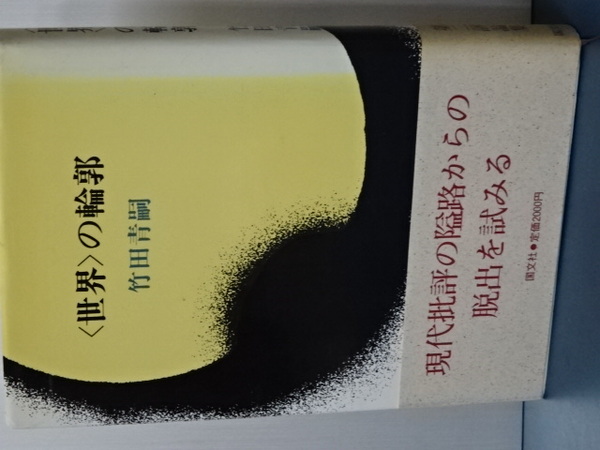 〈世界〉の輪郭
竹田青嗣
現代批評の隘路からの
脱出を試みる
国文社●定価2000円